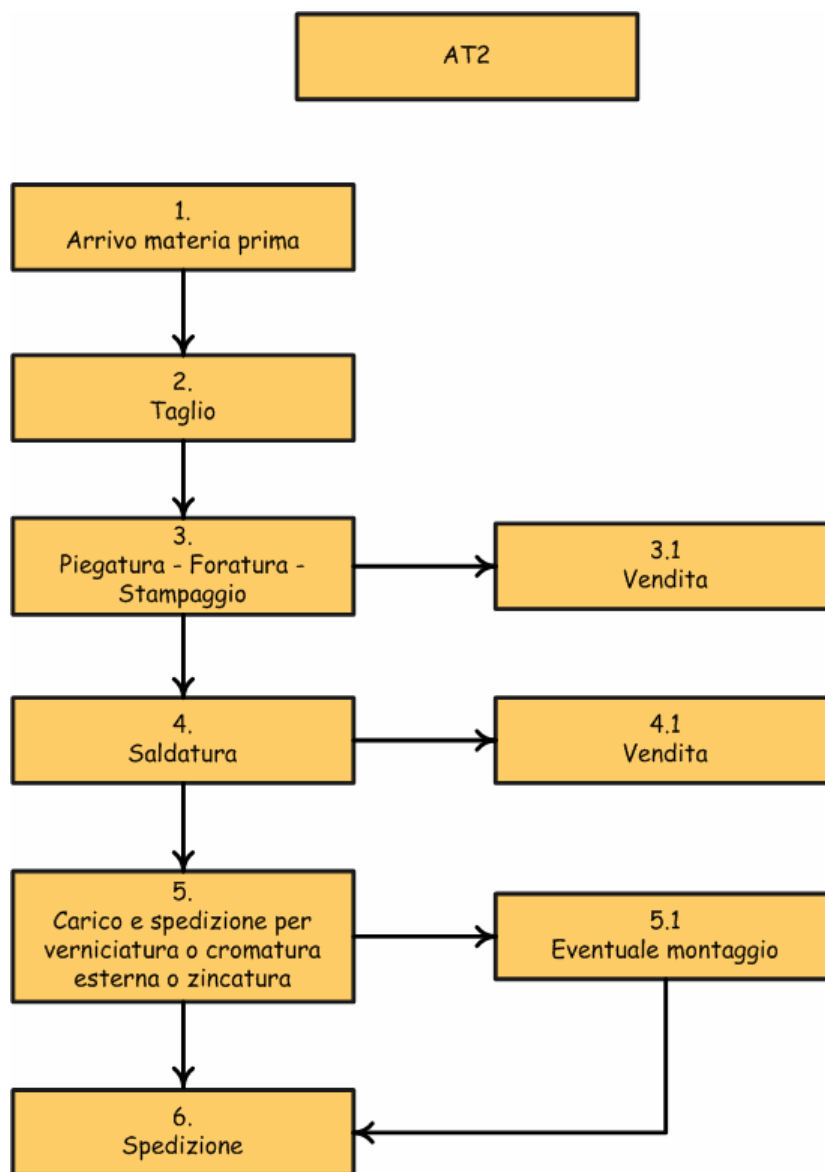 AT2
1.
Arrivo materia prima
2.
Taglio
3.
Piegatura - Foratura -
Stampaggio
3.1
Vendita
4.
Saldatura
4.1
Vendita
5.
Carico e spedizione per
verniciatura o cromatura
esterna o zincatura
5.1
Eventuale montaggio
6.
Spedizione